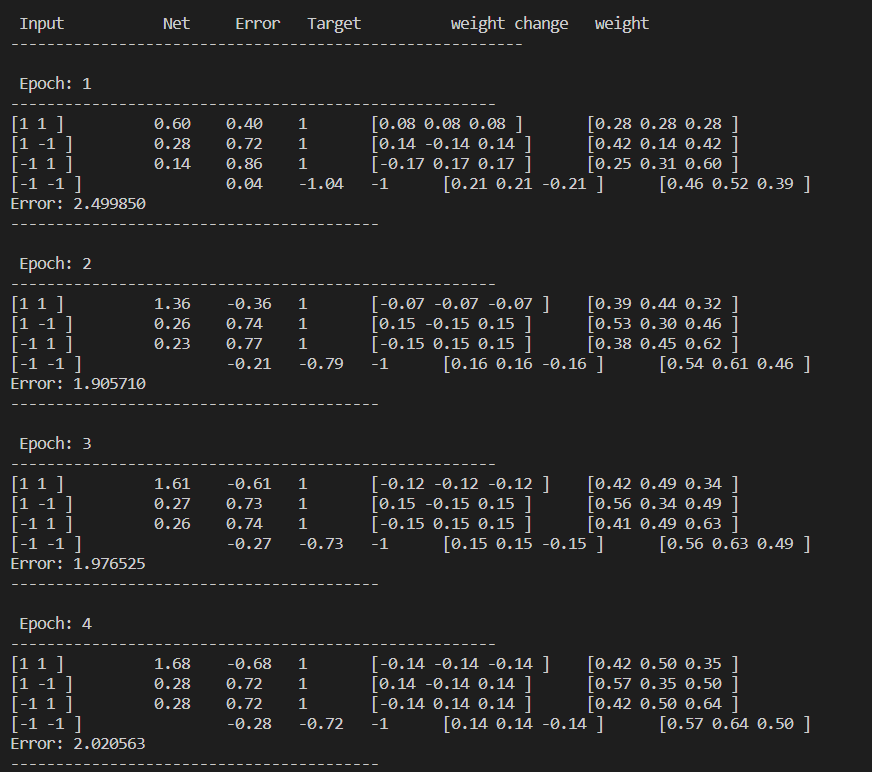 Input Net Error Target weight change weight
---------------------------------------------------------
Epoch: 1
------------------------------------------------------
[1 1 ] 0.60 0.40 1 [0.08 0.08 0.08 ] [0.28 0.28 0.28 ]
[1 -1 ] 0.28 0.72 1 [0.14 -0.14 0.14 ] [0.42 0.14 0.42 ]
[-1 1 ] 0.14 0.86 1 [-0.17 0.17 0.17 ] [0.25 0.31 0.60 ]
[-1 -1 ] 0.04 -1.04 -1 [0.21 0.21 -0.21 ] [0.46 0.52 0.39 ]
Error: 2.499850
-----------------------------------------
Epoch: 2
------------------------------------------------------
[1 1 ] 1.36 -0.36 1 [-0.07 -0.07 -0.07 ] [0.39 0.44 0.32 ]
[1 -1 ] 0.26 0.74 1 [0.15 -0.15 0.15 ] [0.53 0.30 0.46 ]
[-1 1 ] 0.23 0.77 1 [-0.15 0.15 0.15 ] [0.38 0.45 0.62 ]
[-1 -1 ] -0.21 -0.79 -1 [0.16 0.16 -0.16 ] [0.54 0.61 0.46 ]
Error: 1.905710
-----------------------------------------
Epoch: 3
------------------------------------------------------
[1 1 ] 1.61 -0.61 1 [-0.12 -0.12 -0.12 ] [0.42 0.49 0.34 ]
[1 -1 ] 0.27 0.73 1 [0.15 -0.15 0.15 ] [0.56 0.34 0.49 ]
[-1 1 ] 0.26 0.74 1 [-0.15 0.15 0.15 ] [0.41 0.49 0.63 ]
[-1 -1 ] -0.27 -0.73 -1 [0.15 0.15 -0.15 ] [0.56 0.63 0.49 ]
Error: 1.976525
-----------------------------------------
Epoch: 4
------------------------------------------------------
[1 1 ] 1.68 -0.68 1 [-0.14 -0.14 -0.14 ] [0.42 0.50 0.35 ]
[1 -1 ] 0.28 0.72 1 [0.14 -0.14 0.14 ] [0.57 0.35 0.50 ]
[-1 1 ] 0.28 0.72 1 [-0.14 0.14 0.14 ] [0.42 0.50 0.64 ]
[-1 -1 ] -0.28 -0.72 -1 [0.14 0.14 -0.14 ] [0.57 0.64 0.50 ]
Error: 2.020563
-----------------------------------------